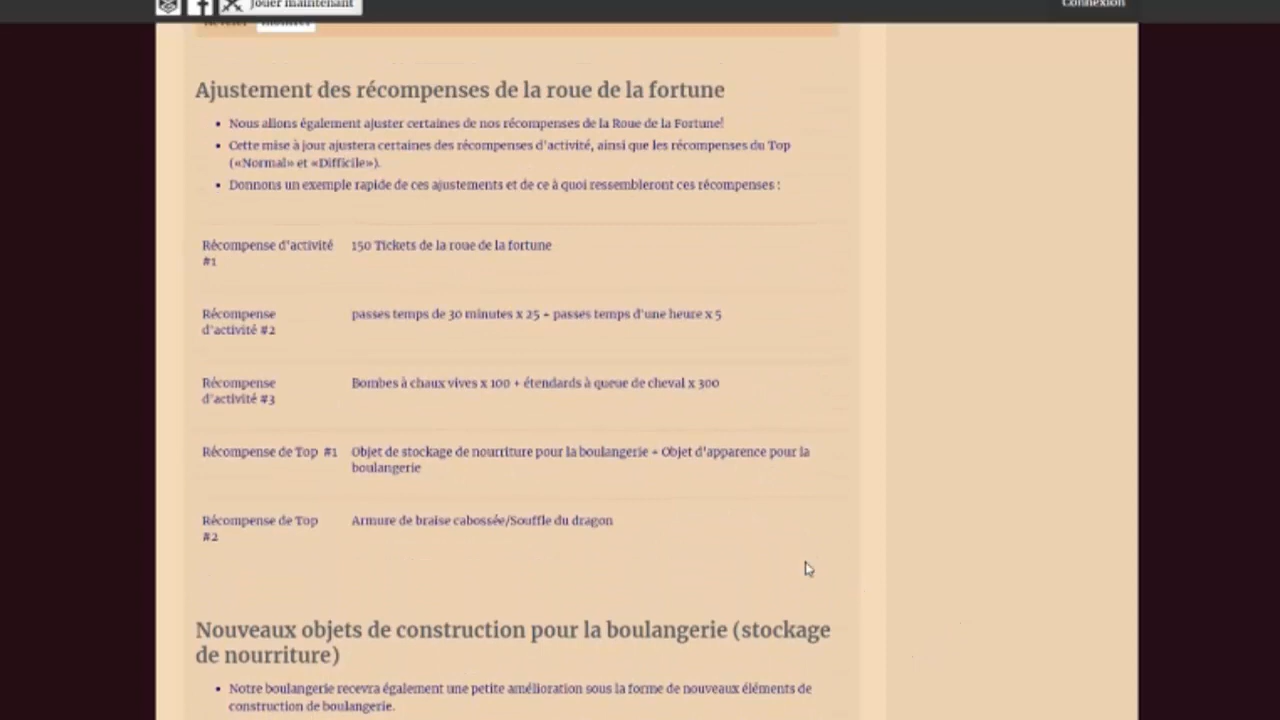 Jouer maintenant
Connexion
Ajustement des récompenses de la roue de la fortune
Nous allons également ajuster certaines de nos récompenses de la Roue de la Fortune!
Cette mise à jour ajustera certaines des récompenses d'activité, ainsi que les récompenses du Top
(«Normal» et «Difficile»).
Donnons un exemple rapide de ces ajustements et de ce à quoi ressembleront ces récompenses :
Récompense d'activité
#1
150 Tickets de la roue de la fortune
Récompense
d'activité #2
passes temps de 30 minutes x 25 + passes temps d'une heure x 5
Récompense
d'activité #3
Bombes à chaux vives x 100 + étendards à queue de cheval x 300
Récompense de Top #1
Objet de stockage de nourriture pour la boulangerie + Objet d'apparence pour la
boulangerie
Récompense de Top
#2
Armure de braise cabossée/Souffle du dragon
Nouveaux objets de construction pour la boulangerie (stockage
de nourriture)
Notre boulangerie recevra également une petite amélioration sous la forme de nouveaux éléments de
construction de boulangerie.